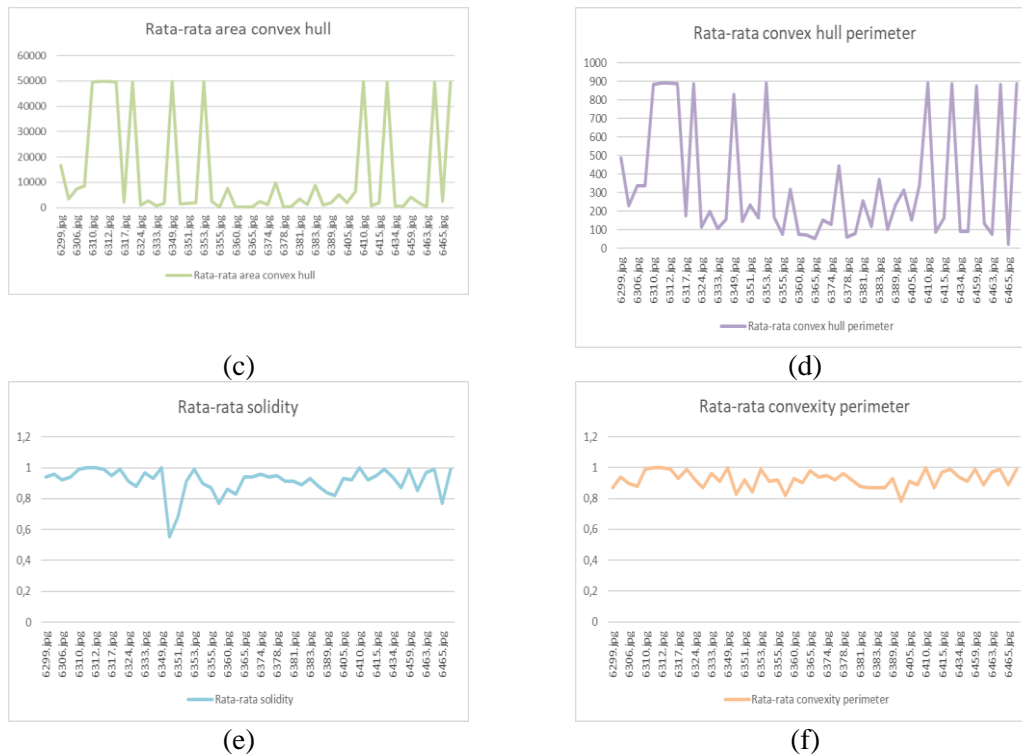 Rata-rata area convex hull
60000
50000
40000
30000
20000
10000
0
6299.jpg
6306.jpg
6310.jpg
6312.jpg
6317.jpg
6324.jpg
6333.jpg
6349.jpg
6351.jpg
6353.jpg
6355.jpg
6360.jpg
6365.jpg
6374.jpg
6378.jpg
6381.jpg
6383.jpg
6389.jpg
6405.jpg
6410.jpg
6415.jpg
6434.jpg
6459.jpg
6463.jpg
6465.jpg
Rata-rata area convex hull
(c)
Rata-rata convex hull perimeter
1000
900
800
700
600
500
400
300
200
100
0
6299.jpg
6306.jpg
6310.jpg
6312.jpg
6317.jpg
6324.jpg
6333.jpg
6349.jpg
6351.jpg
6353.jpg
6355.jpg
6360.jpg
6365.jpg
6374.jpg
6378.jpg
6381.jpg
6383.jpg
6389.jpg
6405.jpg
6410.jpg
6415.jpg
6434.jpg
6459.jpg
6463.jpg
6465.jpg
Rata-rata convex hull perimeter
(d)
Rata-rata solidity
1,2
1
0,8
0,6
0,4
0,2
0
6299.jpg
6306.jpg
6310.jpg
6312.jpg
6317.jpg
6324.jpg
6333.jpg
6349.jpg
6351.jpg
6353.jpg
6355.jpg
6360.jpg
6365.jpg
6374.jpg
6378.jpg
6381.jpg
6383.jpg
6389.jpg
6405.jpg
6410.jpg
6415.jpg
6434.jpg
6459.jpg
6463.jpg
6465.jpg
Rata-rata solidity
(e)
Rata-rata convexity perimeter
1,2
1
0,8
0,6
0,4
0,2
0
6299.jpg
6306.jpg
6310.jpg
6312.jpg
6317.jpg
6324.jpg
6333.jpg
6349.jpg
6351.jpg
6353.jpg
6355.jpg
6360.jpg
6365.jpg
6374.jpg
6378.jpg
6381.jpg
6383.jpg
6389.jpg
6405.jpg
6410.jpg
6415.jpg
6434.jpg
6459.jpg
6463.jpg
6465.jpg
Rata-rata convexity perimeter
(f)